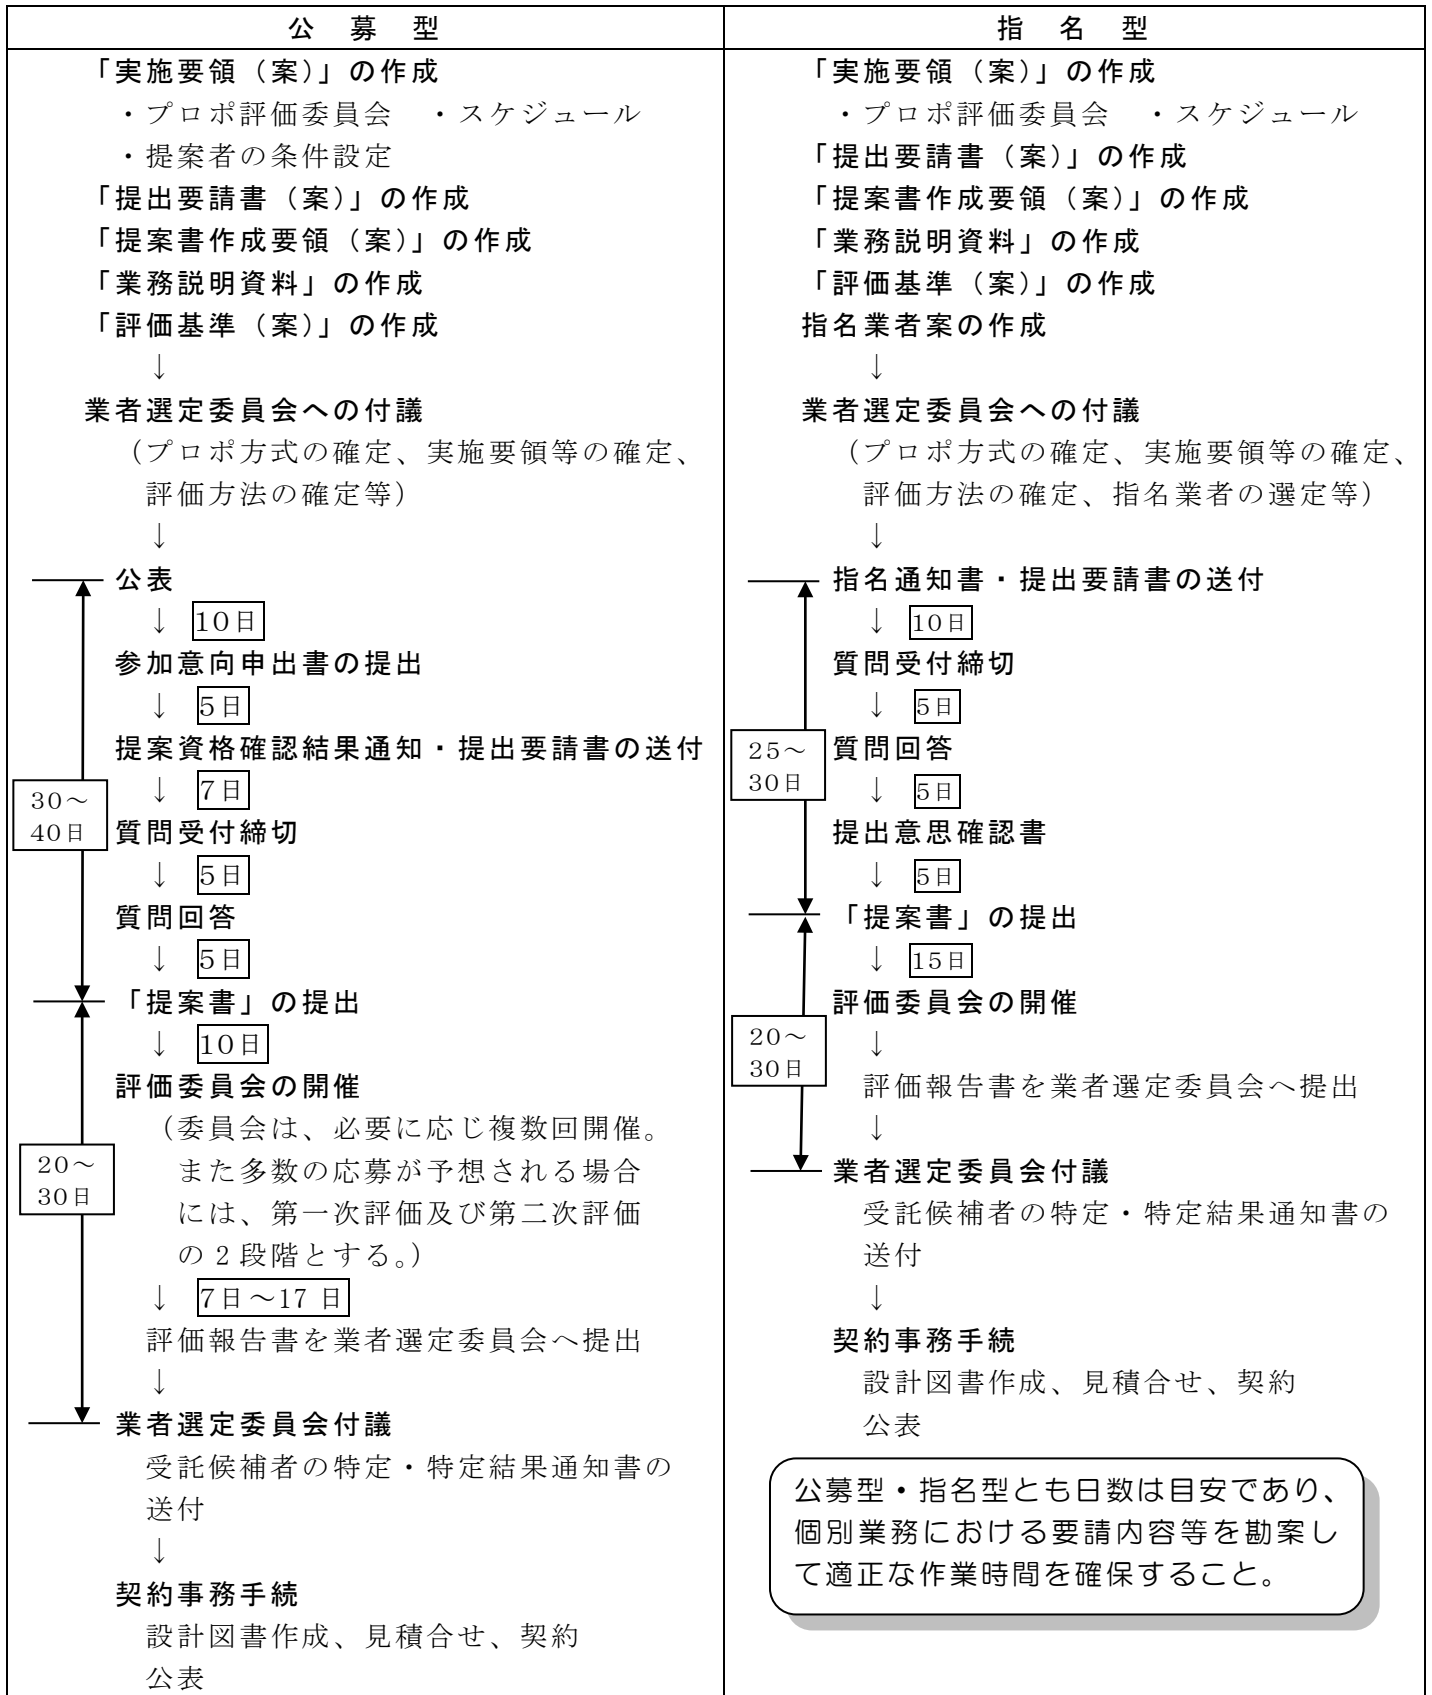 公　募　型
「実施要領（案）」の作成
・プロポ評価委員会　・スケジュール
・提案者の条件設定
「提出要請書（案）」の作成
「提案書作成要領（案）」の作成
「業務説明資料」の作成
「評価基準（案）」の作成
↓
業者選定委員会への付議
（プロポ方式の確定、実施要領等の確定、
評価方法の確定等）
↓
公表
↓ 10日
参加意向申出書の提出
↓ 5日
提案資格確認結果通知・提出要請書の送付
↓ 7日
質問受付締切
↓ 5日
質問回答
↓ 5日
30～
40日
「提案書」の提出
↓ 10日
評価委員会の開催
（委員会は、必要に応じ複数回開催。
また多数の応募が予想される場合
には、第一次評価及び第二次評価
の2段階とする。）
↓ 7日～17 日
評価報告書を業者選定委員会へ提出
↓
20～
30日
業者選定委員会付議
受託候補者の特定・特定結果通知書の
送付
↓
契約事務手続
設計図書作成、見積合せ、契約
公表
指　名　型
「実施要領（案）」の作成
・プロポ評価委員会　・スケジュール
「提出要請書（案）」の作成
「提案書作成要領（案）」の作成
「業務説明資料」の作成
「評価基準（案）」の作成
指名業者案の作成
↓
業者選定委員会への付議
（プロポ方式の確定、実施要領等の確定、
評価方法の確定、指名業者の選定等）
↓
指名通知書・提出要請書の送付
↓ 10日
質問受付締切
↓ 5日
質問回答
↓ 5日
提出意思確認書
↓ 5日
25～
30日
「提案書」の提出
↓ 15日
評価委員会の開催
↓
評価報告書を業者選定委員会へ提出
↓
20～
30日
業者選定委員会付議
受託候補者の特定・特定結果通知書の
送付
↓
契約事務手続
設計図書作成、見積合せ、契約
公表
公募型・指名型とも日数は目安であり、
個別業務における要請内容等を勘案し
て適正な作業時間を確保すること。